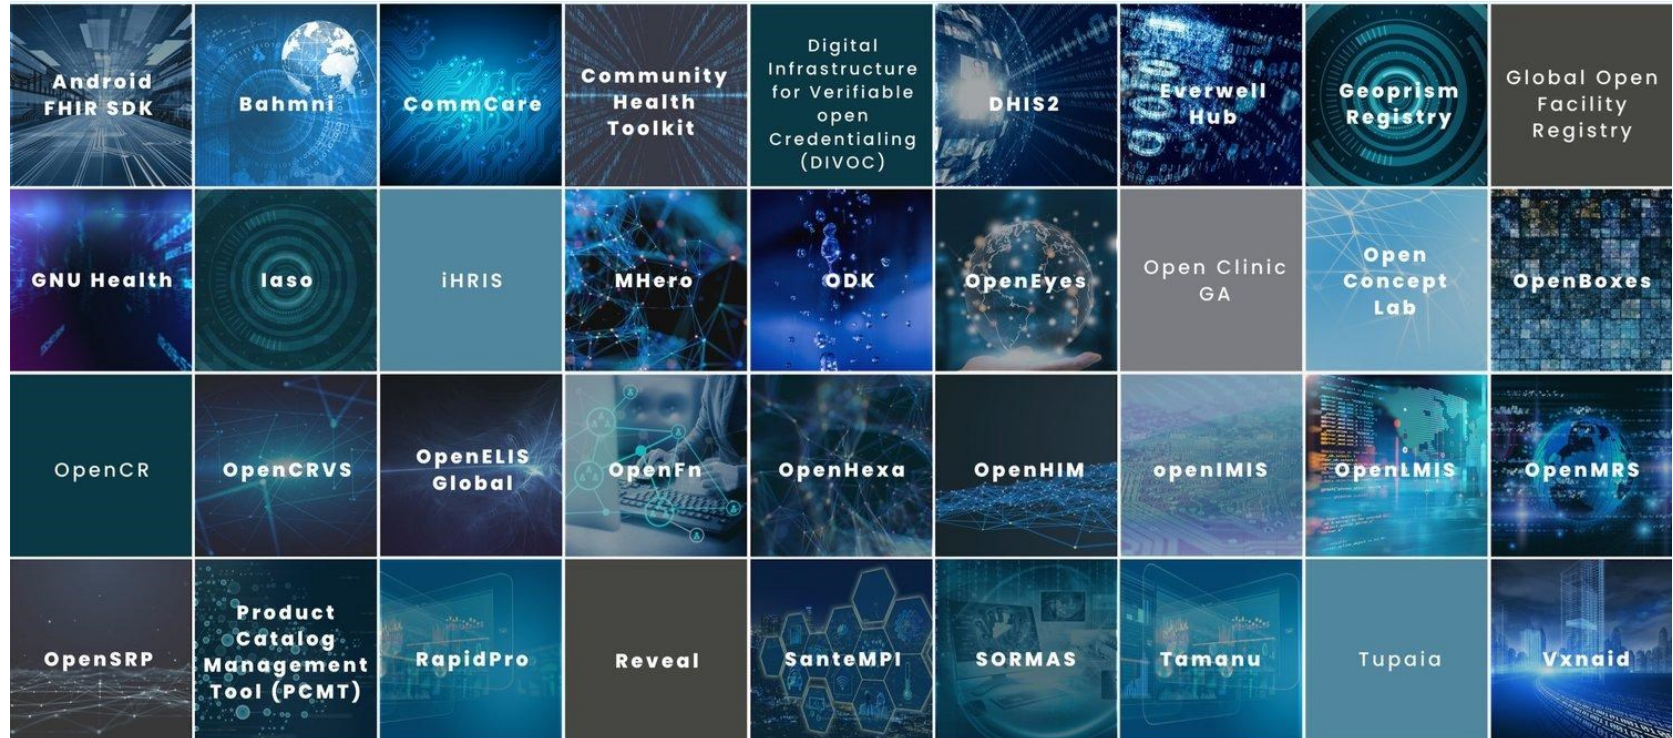 Android
FHIR SDK
Bahmni
CommCare
Community
Health
Toolkit
Digital
Infrastructure
for Verifiable
open
Credentialing
(DIVOC)
DHIS2
Everwell
Hub
Geoprism
Registry
Global Open
Facility
Registry
GNU Health
Iaso
iHRIS
MHero
ODK
OpenEyes
Open Clinic
GA
Open
Concept
Lab
OpenBoxes
OpenCR
OpenCRVS
OpenELIS
Global
OpenFn
OpenHexa
OpenHIM
openIMIS
OpenLMIS
OpenMRS
OpenSRP
Product
Catalog
Management
Tool (PCMT)
RapidPro
Reveal
SanteMPI
SORMAS
Tamanu
Tupaia
Vxnaid